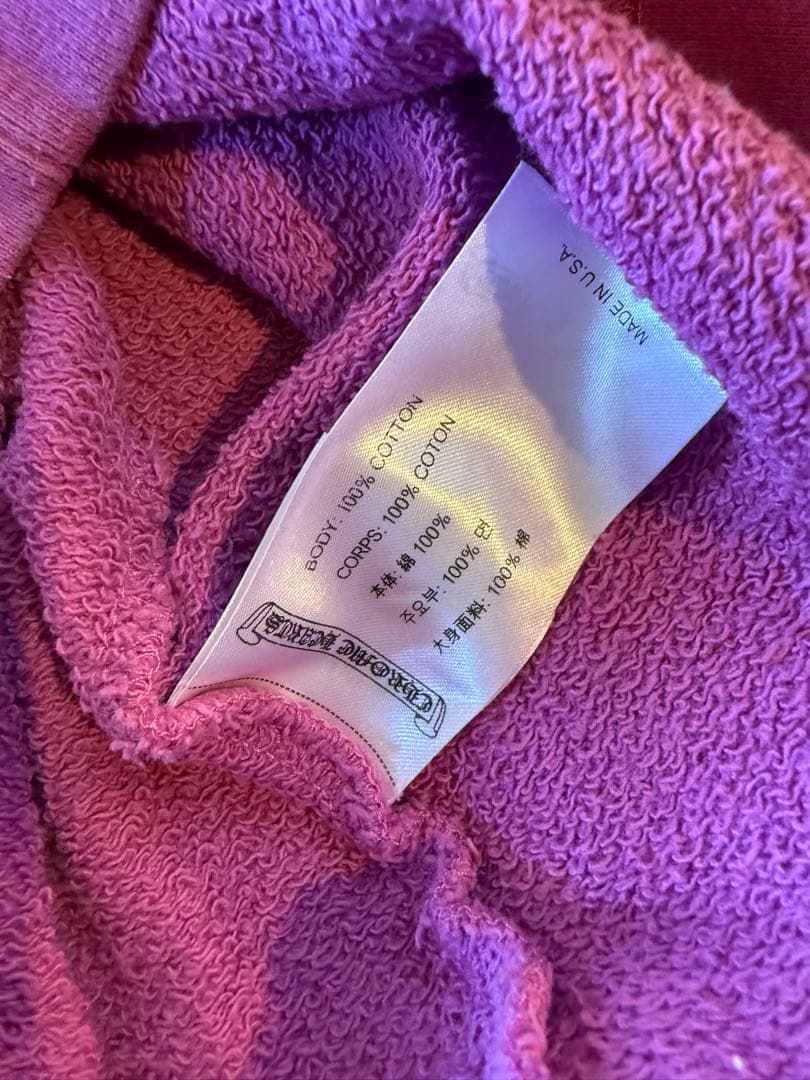 CHROME HEARTS
BODY: 100% COTTON
CORPS: 100% COTON
本体: 綿 100%
주요부: 100% 면
大身面料: 100% 棉
MADE IN U.S.A.